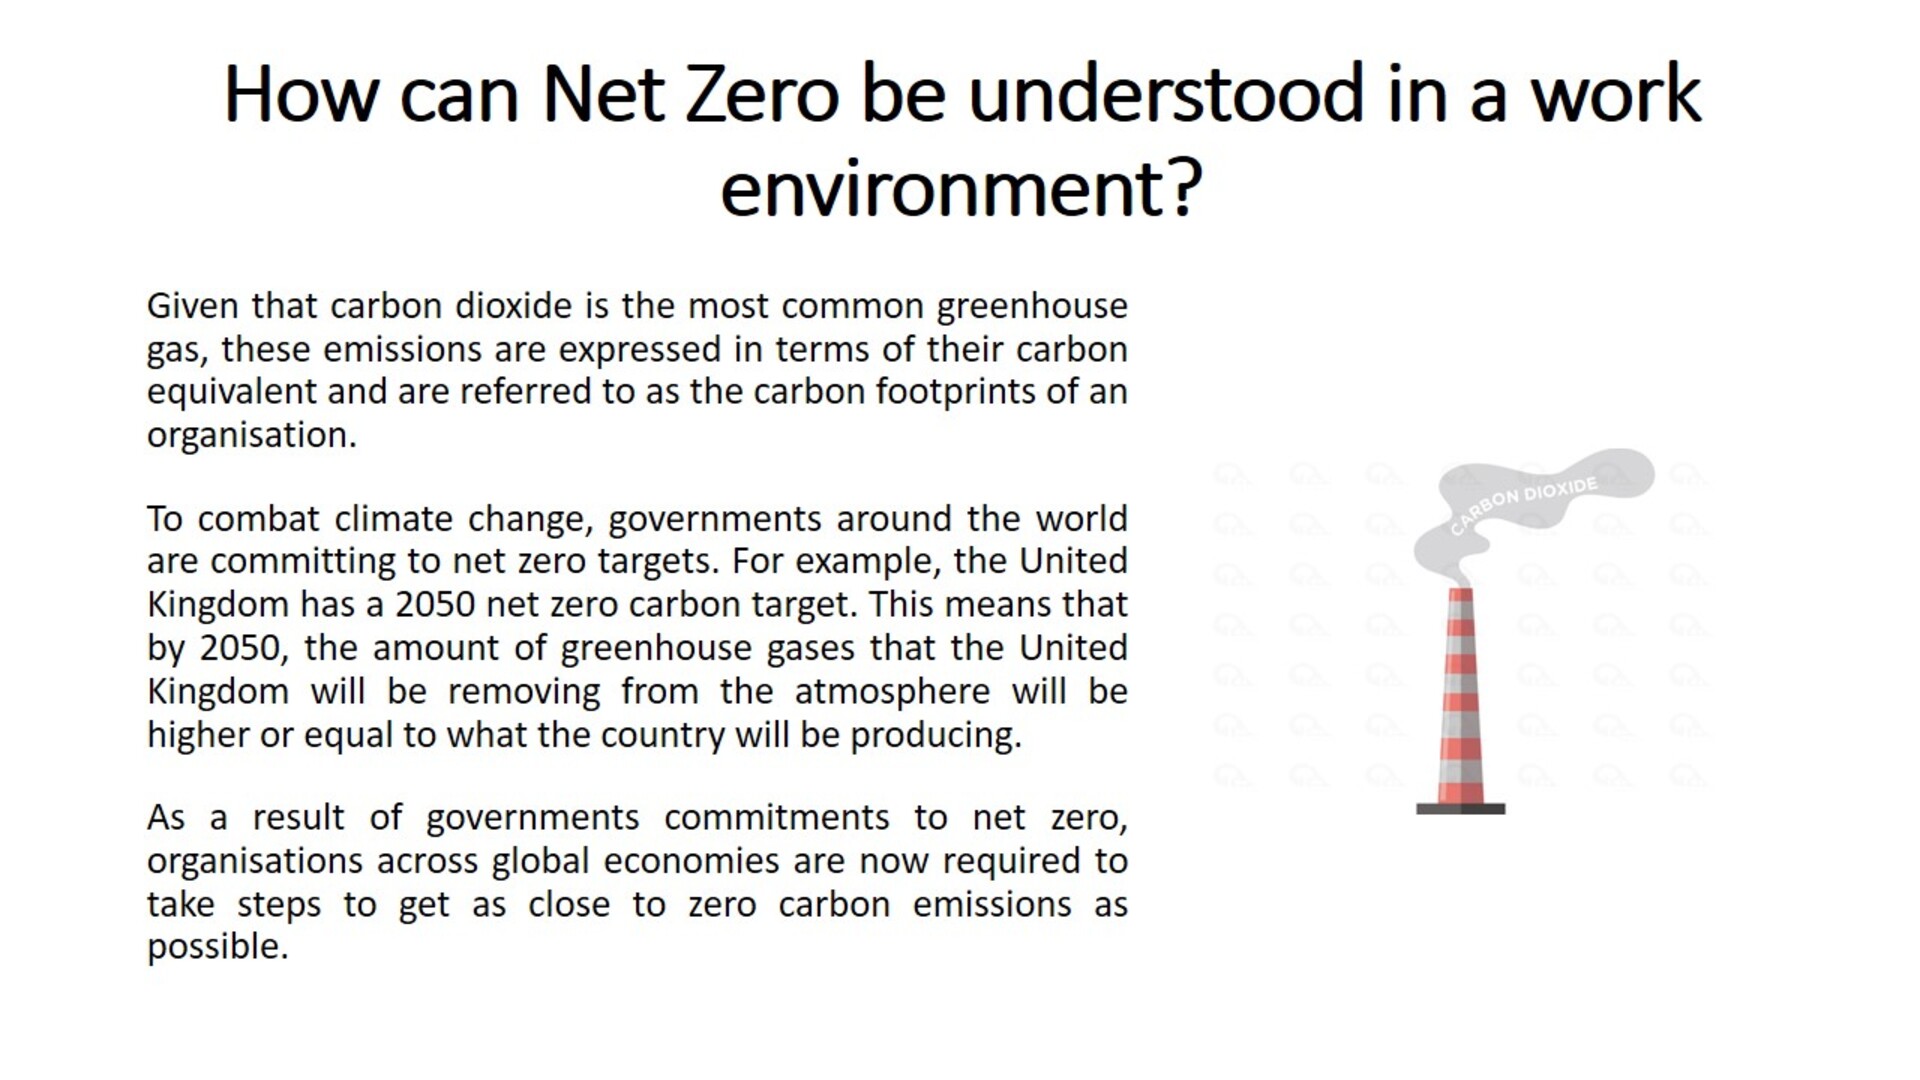 How can Net Zero be understood in a work
environment?
Given that carbon dioxide is the most common greenhouse
gas, these emissions are expressed in terms of their carbon
equivalent and are referred to as the carbon footprints of an
organisation.
To combat climate change, governments around the world
are committing to net zero targets. For example, the United
Kingdom has a 2050 net zero carbon target. This means that
by 2050, the amount of greenhouse gases that the United
Kingdom will be removing from the atmosphere will be
higher or equal to what the country will be producing.
As a result of governments commitments to net zero,
organisations across global economies are now required to
take steps to get as close to zero carbon emissions as
possible.
CARBON DIOXIDE